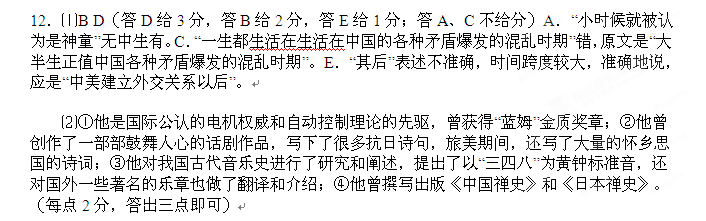 12．⑴B D（答 D 给 3 分，答 B 给 2 分，答 E 给 1 分；答 A、C 不给分）A．“小时候就被认
为是神童”无中生有。C．“一生都生活在生活在中国的各种矛盾爆发的混乱时期”错，原文是“大
半生正值中国各种矛盾爆发的混乱时期”。E．“其后”表述不准确，时间跨度较大，准确地说，
应是“中美建立外交关系以后”。
⑵①他是国际公认的电机权威和自动控制理论的先驱，曾获得“蓝姆”金质奖章；②他曾
创作了一部部鼓舞人心的话剧作品，写下了很多抗日诗句，旅美期间，还写了大量的怀乡思
国的诗词；③他对我国古代音乐史进行了研究和阐述，提出了以“三四八”为黄钟标准音，还
对国外一些著名的乐章也做了翻译和介绍；④他曾撰写出版《中国禅史》和《日本禅史》。
（每点 2 分，答出三点即可）